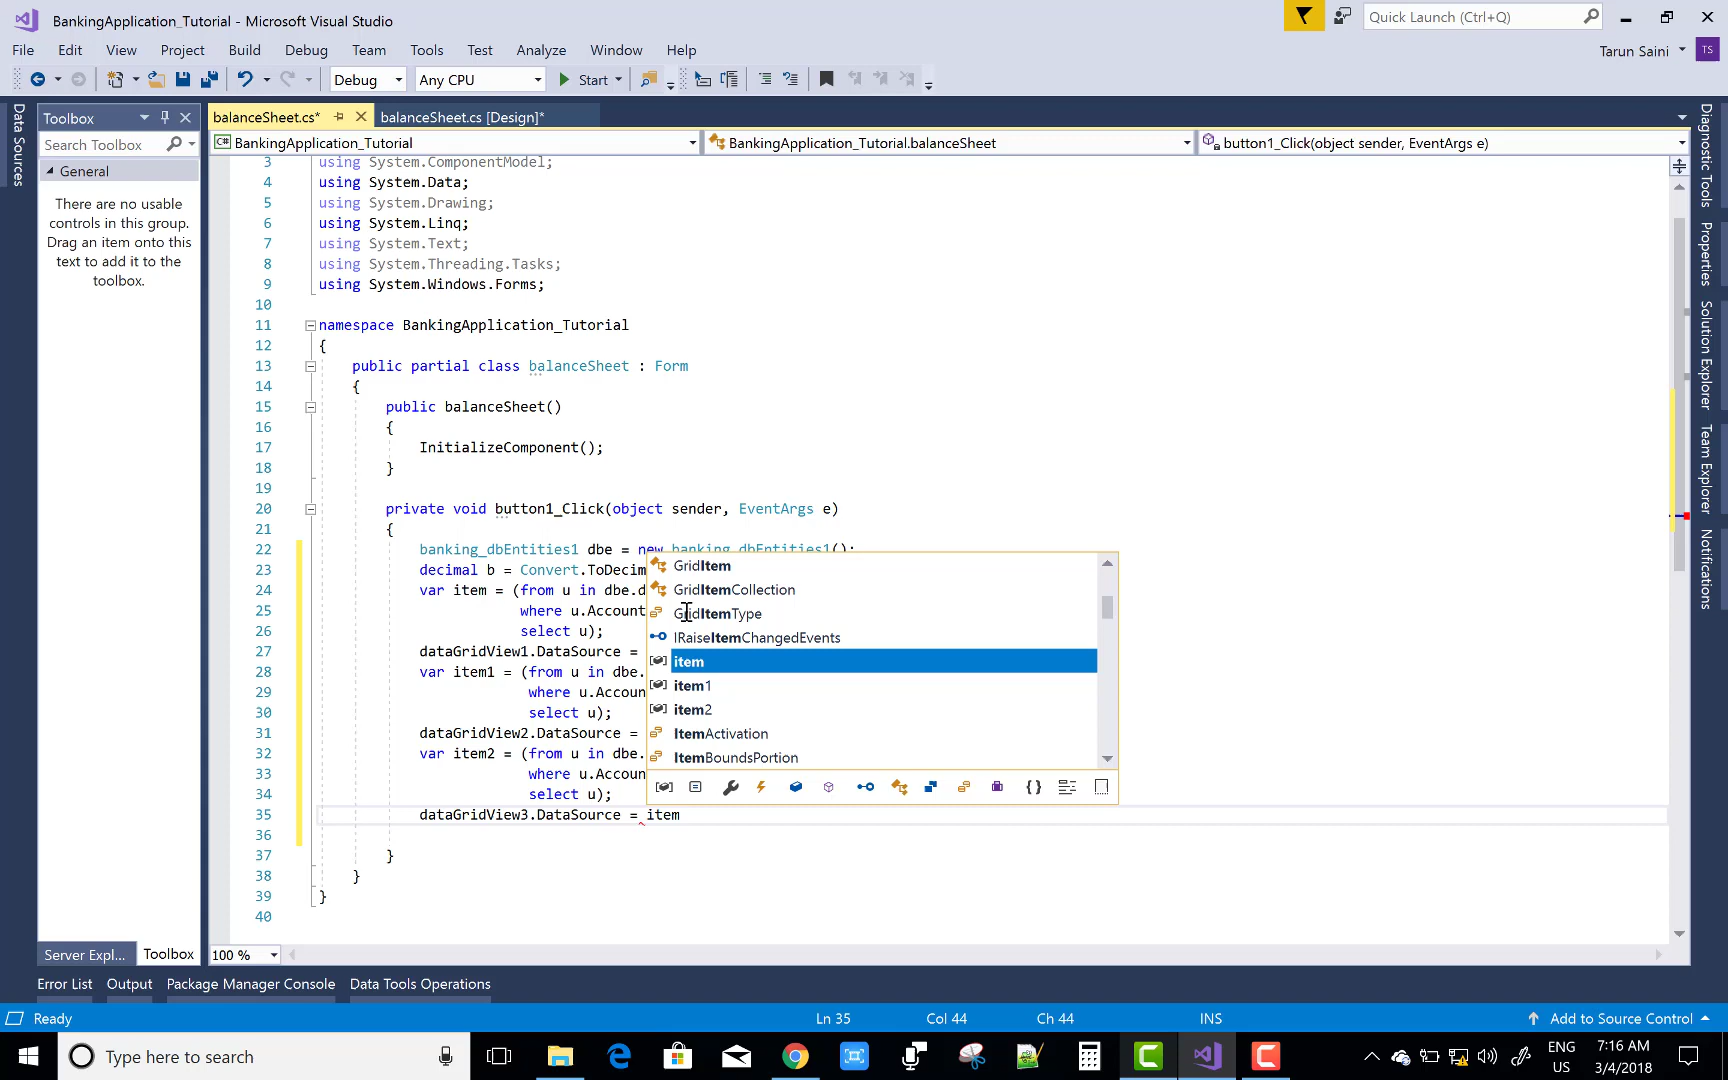 BankingApplication_Tutorial - Microsoft Visual Studio
Quick Launch (Ctrl+Q)
File Edit View Project Build Debug Team Tools Test Analyze Window Help
Tarun Saini TS
Debug Any CPU Start
Data Sources
Toolbox
Search Toolbox
General
There are no usable
controls in this group.
Drag an item onto this
text to add it to the
toolbox.
balanceSheet.cs* balanceSheet.cs [Design]*
C# BankingApplication_Tutorial BankingApplication_Tutorial.balanceSheet button1_Click(object sender, EventArgs e)
3 using System.ComponentModel;
4 using System.Data;
5 using System.Drawing;
6 using System.Linq;
7 using System.Text;
8 using System.Threading.Tasks;
9 using System.Windows.Forms;
10
11 namespace BankingApplication_Tutorial
12 {
13 public partial class balanceSheet : Form
14 {
15 public balanceSheet()
16 {
17 InitializeComponent();
18 }
19
20 private void button1_Click(object sender, EventArgs e)
21 {
22 banking_dbEntities1 dbe = new banking_dbEntities1();
23 decimal b = Convert.ToDecim
24 var item = (from u in dbe.d
25 where u.Account
26 select u);
27 dataGridView1.DataSource =
28 var item1 = (from u in dbe.
29 where u.Accoun
30 select u);
31 dataGridView2.DataSource =
32 var item2 = (from u in dbe.
33 where u.Accoun
34 select u);
35 dataGridView3.DataSource = item
36
37 }
38 }
39 }
40
GridItem
GridItemCollection
GridItemType
IRaiseItemChangedEvents
item
item1
item2
ItemActivation
ItemBoundsPortion
Diagnostic Tools
Properties
Solution Explorer
Team Explorer
Notifications
Server Expl... Toolbox
100 %
Error List Output Package Manager Console Data Tools Operations
Ready Ln 35 Col 44 Ch 44 INS Add to Source Control
Type here to search
ENG
US
7:16 AM
3/4/2018